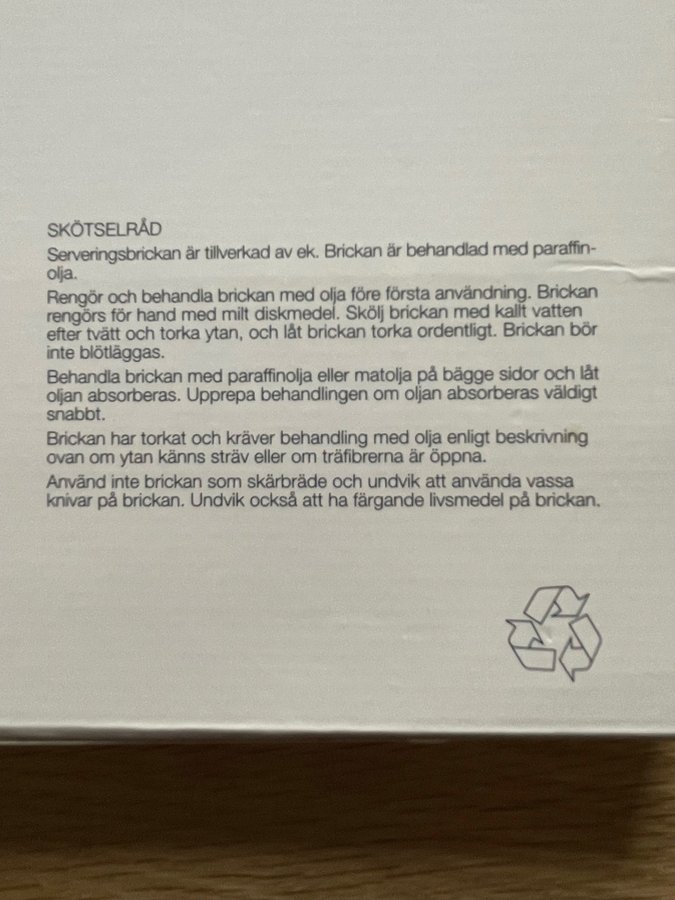 SKÖTSELRÅD
Serveringsbrickan är tillverkad av ek. Brickan är behandlad med paraffin-
olja.
Rengör och behandla brickan med olja före första användning. Brickan
rengörs för hand med milt diskmedel. Skölj brickan med kallt vatten
efter tvätt och torka ytan, och låt brickan torka ordentligt. Brickan bör
inte blötläggas.
Behandla brickan med paraffinolja eller matolja på bägge sidor och låt
oljan absorberas. Upprepa behandlingen om oljan absorberas väldigt
snabbt.
Brickan har torkat och kräver behandling med olja enligt beskrivning
ovan om ytan känns sträv eller om träfibrerna är öppna.
Använd inte brickan som skärbräde och undvik att använda vassa
knivar på brickan. Undvik också att ha färgande livsmedel på brickan.